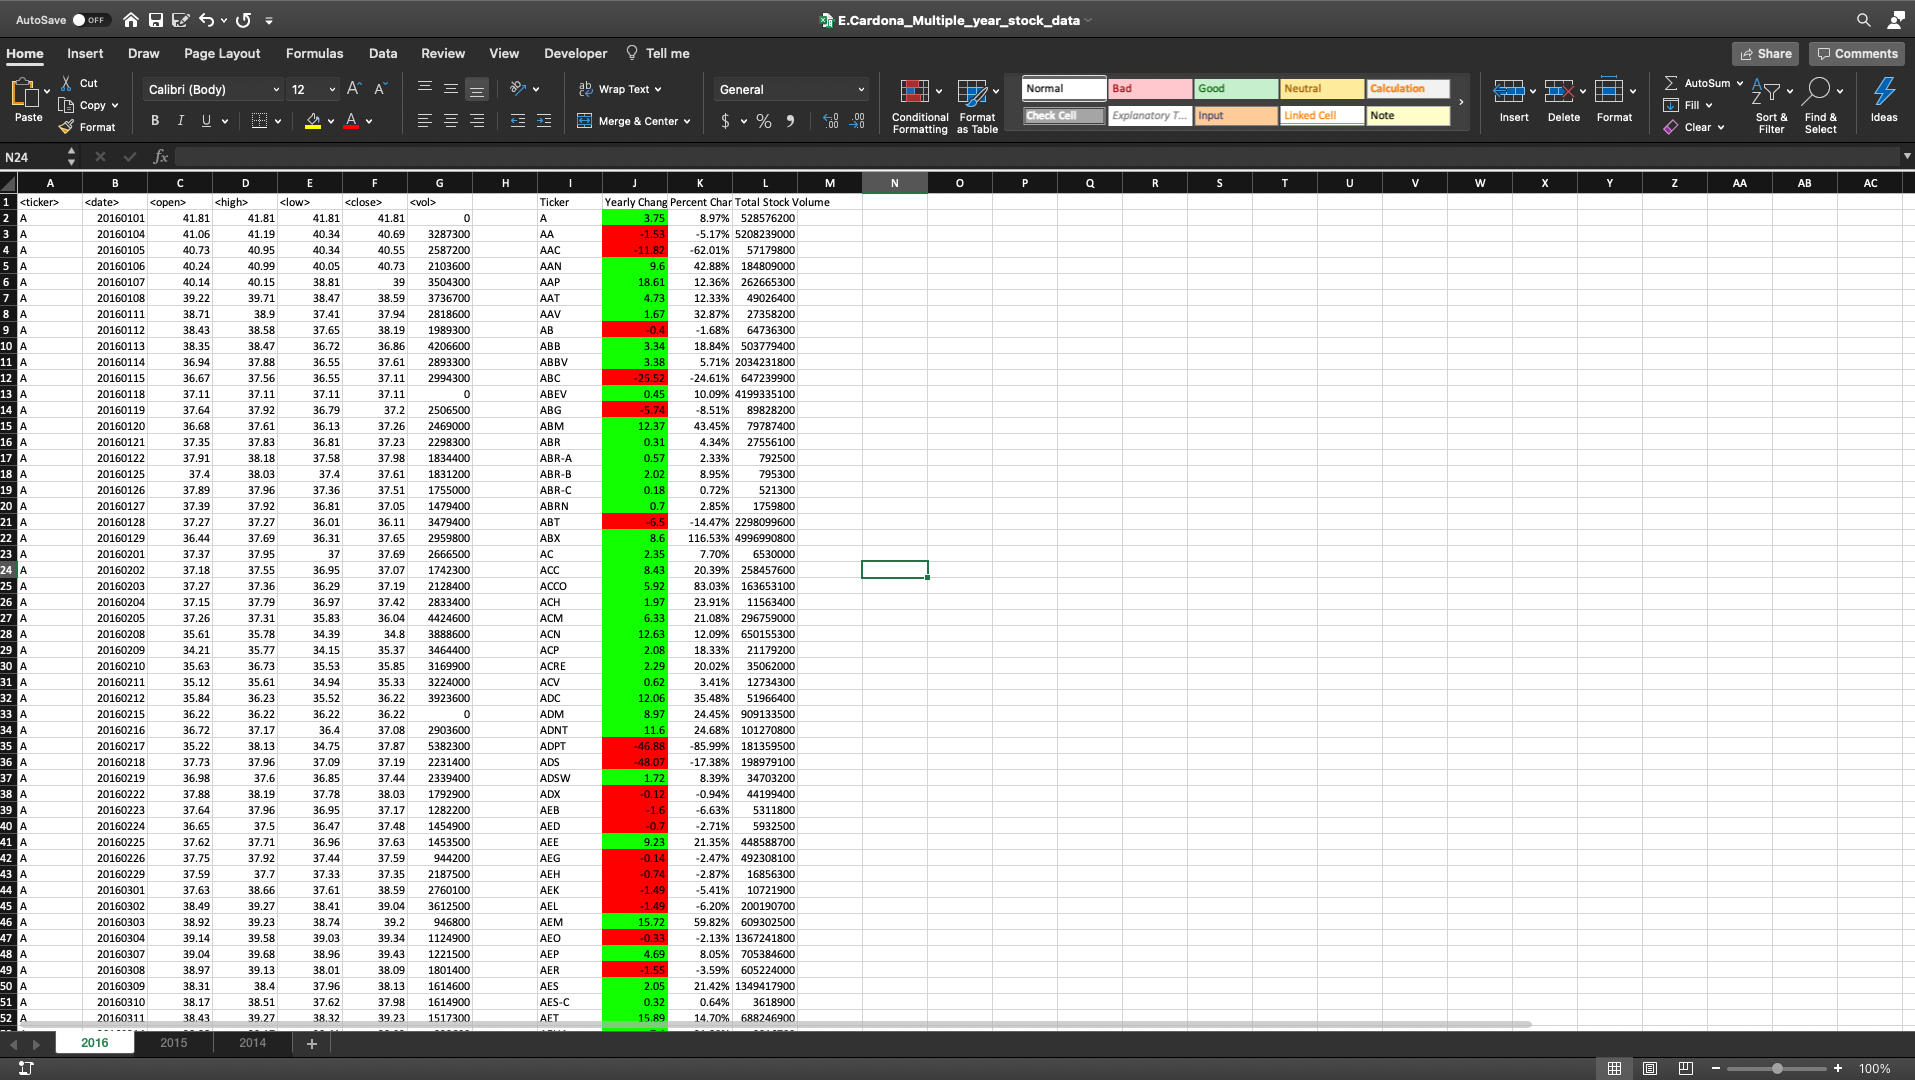 AutoSave OFF E.Cardona_Multiple_year_stock_data
Home Insert Draw Page Layout Formulas Data Review View Developer Tell me Share Comments
Paste Cut Copy Format
Calibri (Body) 12 A^ Aˇ B I U A
ab Wrap Text Merge & Center
General $ % 9
Conditional Formatting Format as Table
Normal Bad Good Neutral Calculation
Check Cell Explanatory T... Input Linked Cell Note
Insert Delete Format
AutoSum Fill Clear Sort & Filter Find & Select Ideas
N24 fx
A B C D E F G H I J K L M N O P Q R S T U V W X Y Z AA AB AC
1 <ticker> <date> <open> <high> <low> <close> <vol> Ticker Yearly Chang Percent Char Total Stock Volume
2 A 20160101 41.81 41.81 41.81 41.81 0 A 3.75 8.97% 528576200
3 A 20160104 41.06 41.19 40.34 40.69 3287300 AA -1.53 -5.17% 5208239000
4 A 20160105 40.73 40.95 40.34 40.55 2587200 AAC -11.82 -62.01% 57179800
5 A 20160106 40.24 40.99 40.05 40.73 2103600 AAN 9.6 42.88% 184809000
6 A 20160107 40.14 40.15 38.81 39 3504300 AAP 18.61 12.36% 262665300
7 A 20160108 39.22 39.71 38.47 38.59 3736700 AAT 4.73 12.33% 49026400
8 A 20160111 38.71 38.9 37.41 37.94 2818600 AAV 1.67 32.87% 27358200
9 A 20160112 38.43 38.58 37.65 38.19 1989300 AB -0.4 -1.68% 64736300
10 A 20160113 38.35 38.47 36.72 36.86 4206600 ABB 3.34 18.84% 503779400
11 A 20160114 36.94 37.88 36.55 37.61 2893300 ABBV 3.38 5.71% 2034231800
12 A 20160115 36.67 37.56 36.55 37.11 2994300 ABC -25.52 -24.61% 647239900
13 A 20160118 37.11 37.11 37.11 37.11 0 ABEV 0.45 10.09% 4199335100
14 A 20160119 37.64 37.92 36.79 37.2 2506500 ABG -5.74 -8.51% 89828200
15 A 20160120 36.68 37.61 36.13 37.26 2469000 ABM 12.37 43.45% 79787400
16 A 20160121 37.35 37.83 36.81 37.23 2298300 ABR 0.31 4.34% 27556100
17 A 20160122 37.91 38.18 37.58 37.98 1834400 ABR-A 0.57 2.33% 792500
18 A 20160125 37.4 38.03 37.4 37.61 1831200 ABR-B 2.02 8.95% 795300
19 A 20160126 37.89 37.96 37.36 37.51 1755000 ABR-C 0.18 0.72% 521300
20 A 20160127 37.39 37.92 36.81 37.05 1479400 ABRN 0.7 2.85% 1759800
21 A 20160128 37.27 37.27 36.01 36.11 3479400 ABT -6.5 -14.47% 2298099600
22 A 20160129 36.44 37.69 36.31 37.65 2959800 ABX 8.6 116.53% 4996990800
23 A 20160201 37.37 37.95 37 37.69 2666500 AC 2.35 7.70% 6530000
24 A 20160202 37.18 37.55 36.95 37.07 1742300 ACC 8.43 20.39% 258457600
25 A 20160203 37.27 37.36 36.29 37.19 2128400 ACCO 5.92 83.03% 163653100
26 A 20160204 37.15 37.79 36.97 37.42 2833400 ACH 1.97 23.91% 11563400
27 A 20160205 37.26 37.31 35.83 36.04 4424600 ACM 6.33 21.08% 296759000
28 A 20160208 35.61 35.78 34.39 34.8 3888600 ACN 12.63 12.09% 650155300
29 A 20160209 34.21 35.77 34.15 35.37 3464400 ACP 2.08 18.33% 21179200
30 A 20160210 35.63 36.73 35.53 35.85 3169900 ACRE 2.29 20.02% 35062000
31 A 20160211 35.12 35.61 34.94 35.33 3224000 ACV 0.62 3.41% 12734300
32 A 20160212 35.84 36.23 35.52 36.22 3923600 ADC 12.06 35.48% 51966400
33 A 20160215 36.22 36.22 36.22 36.22 0 ADM 8.97 24.45% 909133500
34 A 20160216 36.72 37.17 36.4 37.08 2903600 ADNT 11.6 24.68% 101270800
35 A 20160217 35.22 38.13 34.75 37.87 5382300 ADPT -46.88 -85.99% 181359500
36 A 20160218 37.73 37.96 37.09 37.19 2231400 ADS -48.07 -17.38% 198979100
37 A 20160219 36.98 37.6 36.85 37.44 2339400 ADSW 1.72 8.39% 34703200
38 A 20160222 37.88 38.19 37.78 38.03 1792900 ADX -0.12 -0.94% 44199400
39 A 20160223 37.64 37.96 36.95 37.17 1282200 AEB -1.6 -6.63% 5311800
40 A 20160224 36.65 37.5 36.47 37.48 1454900 AED -0.7 -2.71% 5932500
41 A 20160225 37.62 37.71 36.96 37.63 1453500 AEE 9.23 21.35% 448588700
42 A 20160226 37.75 37.92 37.44 37.59 944200 AEG -0.14 -2.47% 492308100
43 A 20160229 37.59 37.7 37.33 37.35 2187500 AEH -0.74 -2.87% 16856300
44 A 20160301 37.63 38.66 37.61 38.59 2760100 AEK -1.49 -5.41% 10721900
45 A 20160302 38.49 39.27 38.41 39.04 3612500 AEL -1.49 -6.20% 200190700
46 A 20160303 38.92 39.23 38.74 39.2 946800 AEM 15.72 59.82% 609302500
47 A 20160304 39.14 39.58 39.03 39.34 1124900 AEO -0.33 -2.13% 1367241800
48 A 20160307 39.04 39.68 38.96 39.43 1221500 AEP 4.69 8.05% 705384600
49 A 20160308 38.97 39.13 38.01 38.09 1801400 AER -1.55 -3.59% 605224000
50 A 20160309 38.31 38.4 37.96 38.13 1614600 AES 2.05 21.42% 1349417900
51 A 20160310 38.17 38.51 37.62 37.98 1614900 AES-C 0.32 0.64% 3618900
52 A 20160311 38.43 39.27 38.32 39.23 1517300 AET 15.89 14.70% 688246900
2016 2015 2014 +
100%